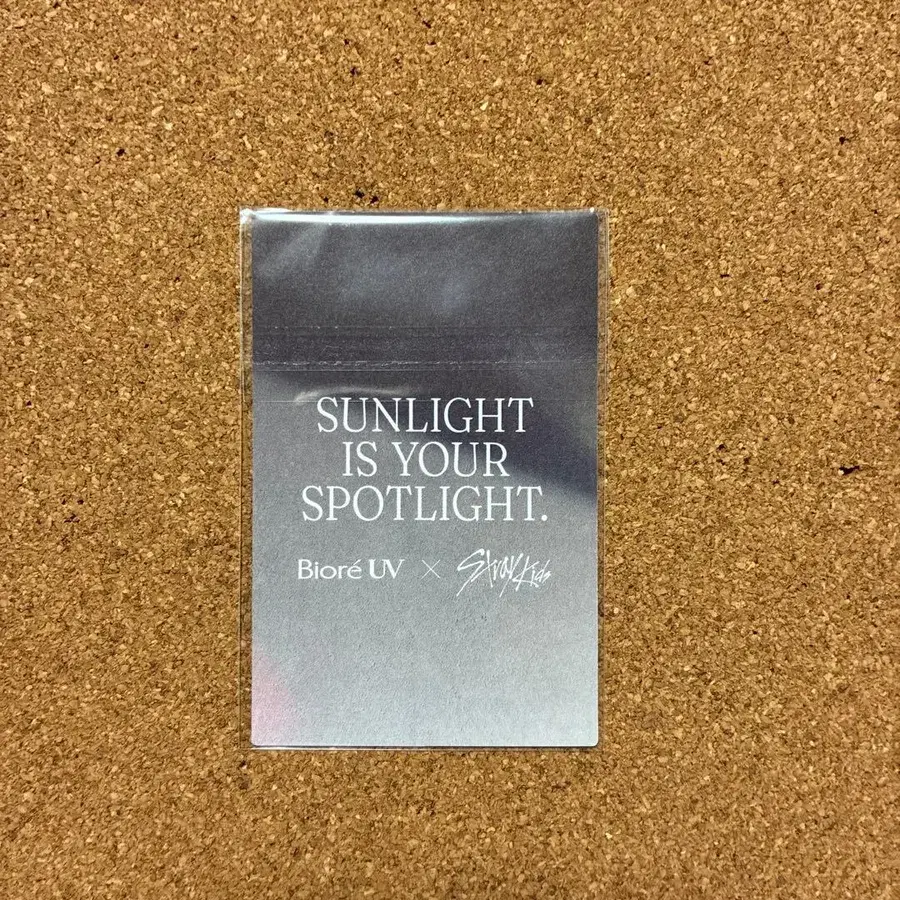 SUNLIGHT
IS YOUR
SPOTLIGHT.
Bioré UV × Stray Kids